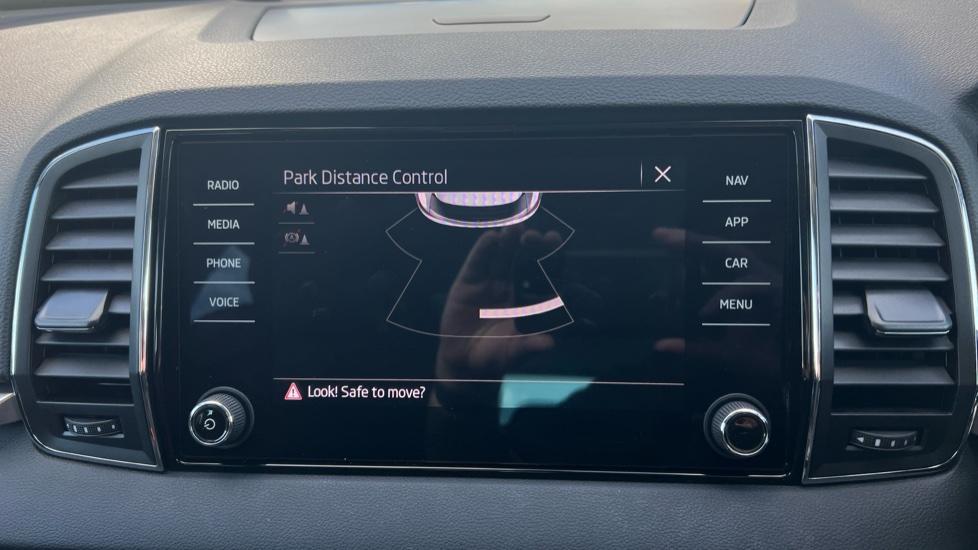 Park Distance Control
RADIO
MEDIA
PHONE
VOICE
NAV
APP
CAR
MENU
Look! Safe to move?